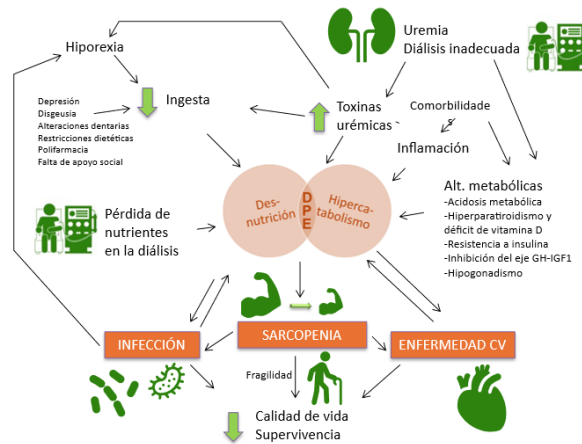 Uremia
Diálisis inadecuada
Hiporexia
Ingesta
Depresión
Disgeusia
Alteraciones dentarias
Restricciones dietéticas
Polifarmacia
Falta de apoyo social
Toxinas
urémicas
Comorbilidade
s
Inflamación
Alt. metabólicas
-Acidosis metabólica
-Hiperparatiroidismo y
déficit de vitamina D
-Resistencia a insulina
-Inhibición del eje GH-IGF1
-Hipogonadismo
Des-
nutrición
DPE
Hiperca-
tabolismo
Pérdida de
nutrientes
en la diálisis
INFECCIÓN
SARCOPENIA
ENFERMEDAD CV
Fragilidad
Calidad de vida
Supervivencia